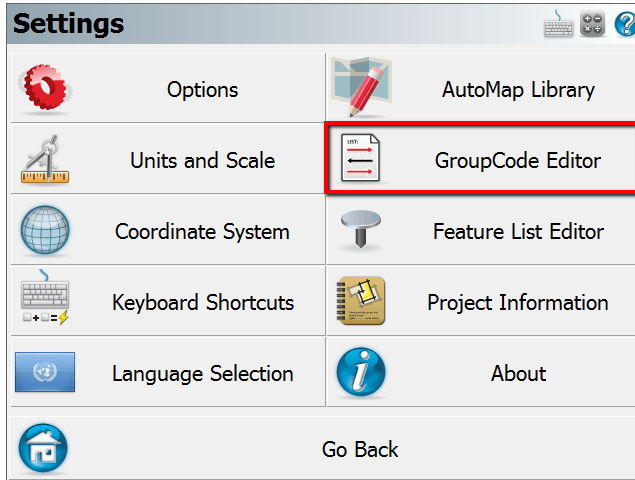 Settings
Options
AutoMap Library
Units and Scale
LIST:
GroupCode Editor
Coordinate System
Feature List Editor
Keyboard Shortcuts
Project Information
Language Selection
About
Go Back